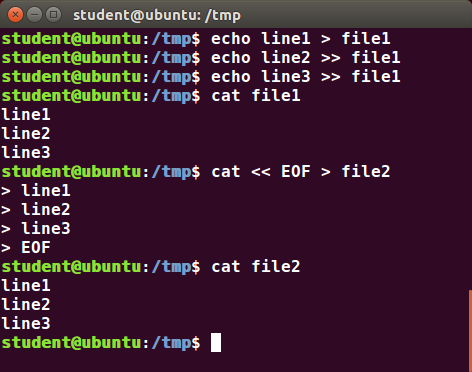 student@ubuntu: /tmp
student@ubuntu:/tmp$ echo line1 > file1
student@ubuntu:/tmp$ echo line2 >> file1
student@ubuntu:/tmp$ echo line3 >> file1
student@ubuntu:/tmp$ cat file1
line1
line2
line3
student@ubuntu:/tmp$ cat << EOF > file2
> line1
> line2
> line3
> EOF
student@ubuntu:/tmp$ cat file2
line1
line2
line3
student@ubuntu:/tmp$